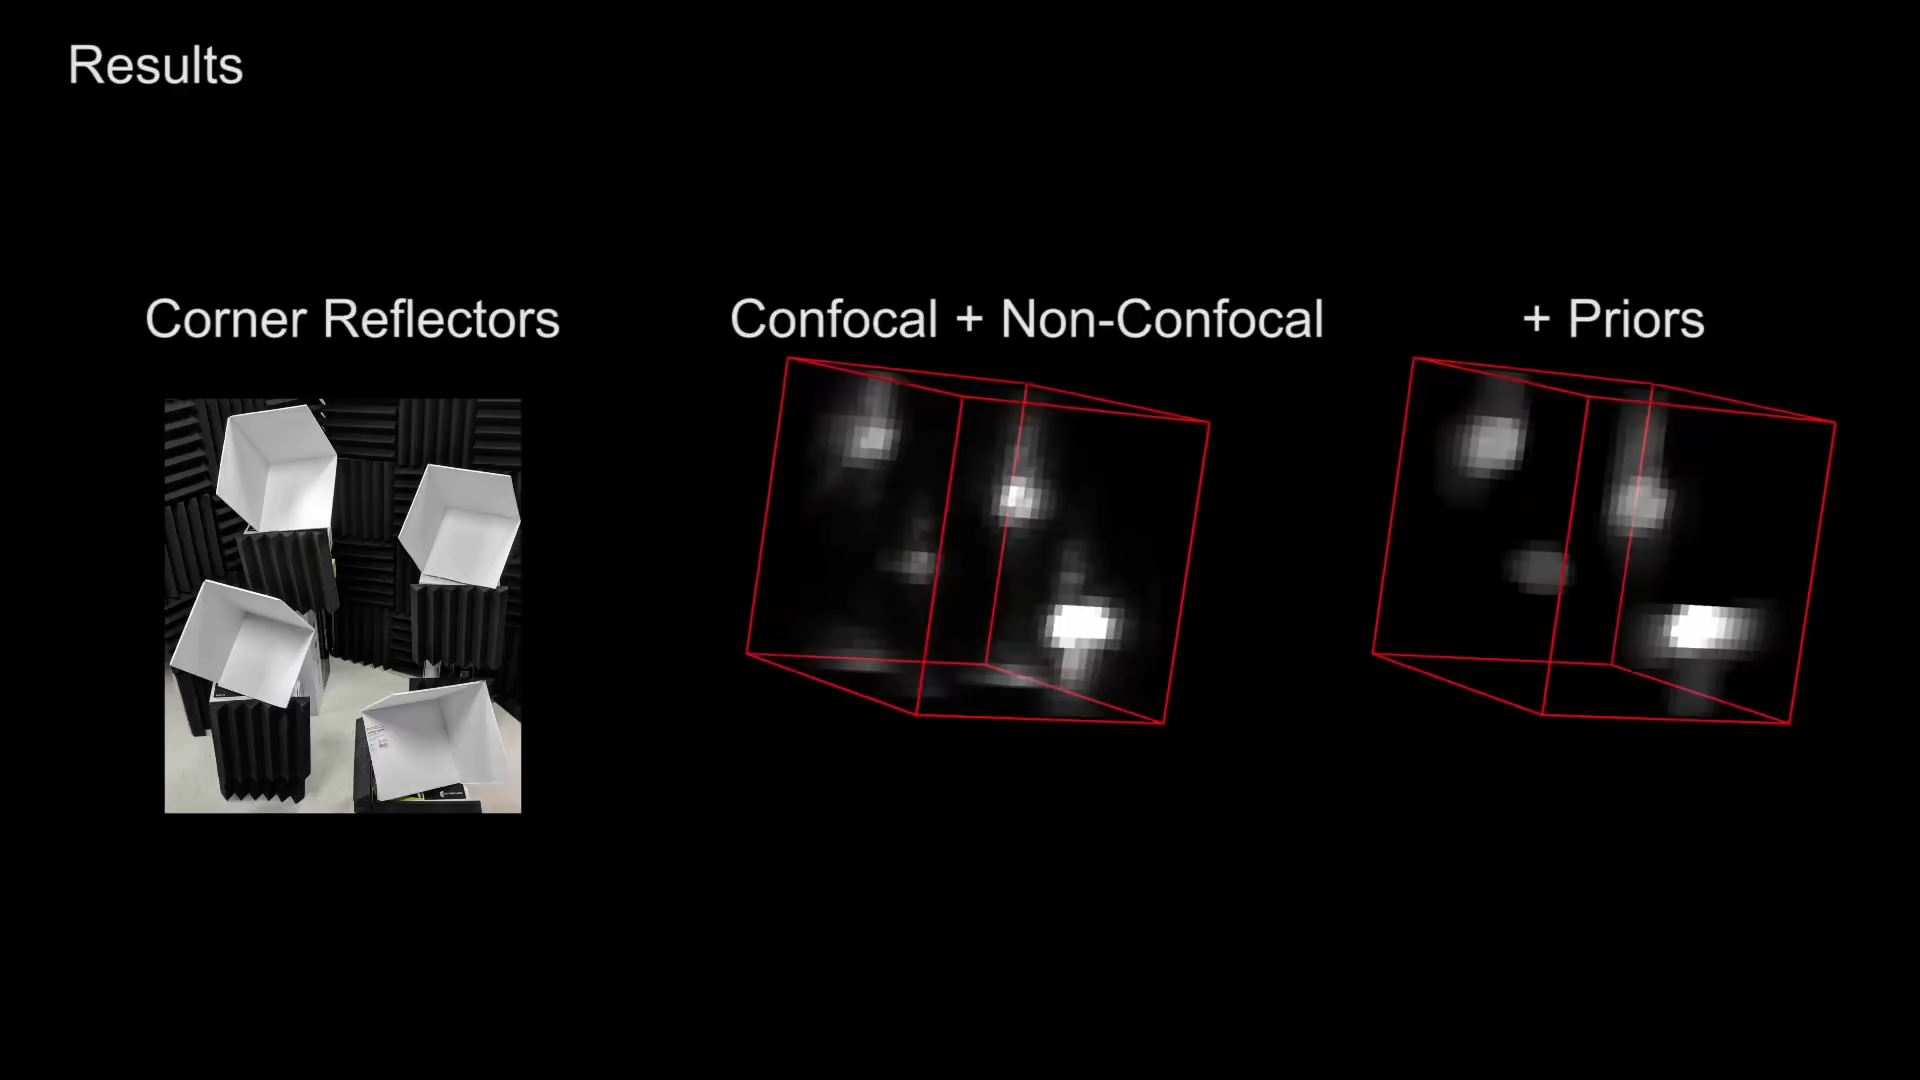 Results
Corner Reflectors
Confocal + Non-Confocal
+ Priors